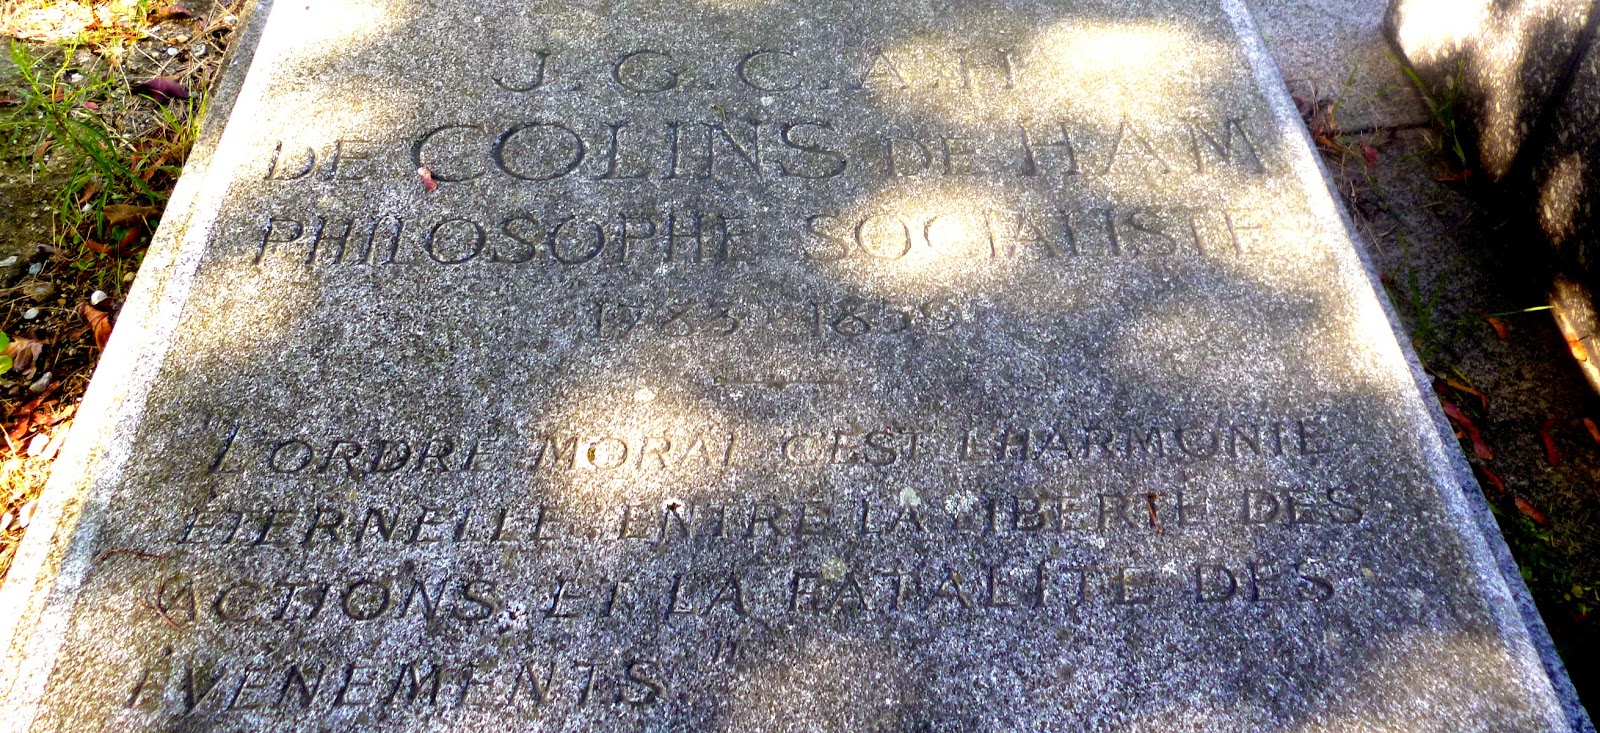 J.G.C.A.H
DE COLINS DE HAM
PHILOSOPHE SOCIALISTE
1783-1859
"L'ORDRE MORAL C'EST L'HARMONIE
ÉTERNELLE ENTRE LA LIBERTÉ DES
ACTIONS ET LA FATALITÉ DES
ÉVÈNEMENTS"